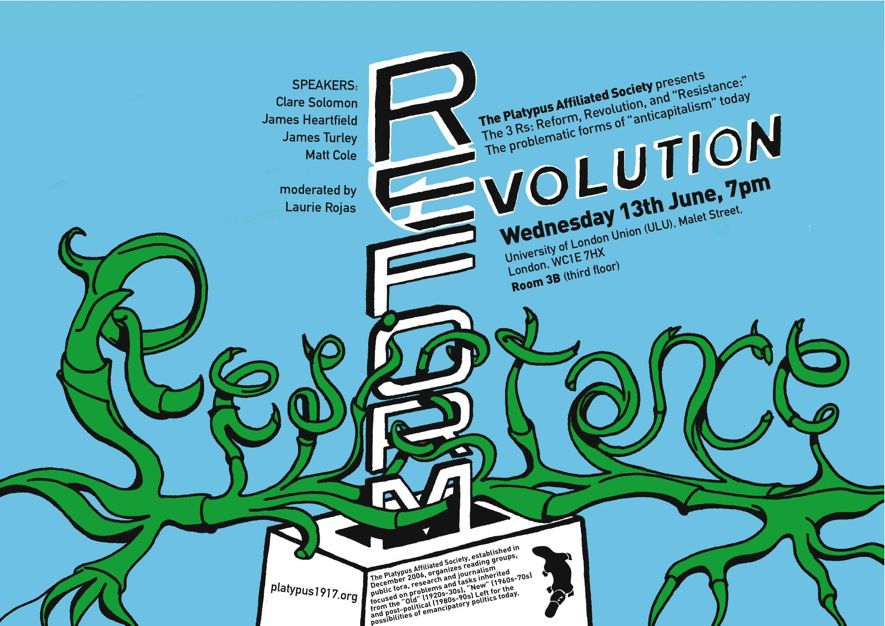 SPEAKERS:
Clare Solomon
James Heartfield
James Turley
Matt Cole
moderated by
Laurie Rojas
REFORM
The Platypus Affiliated Society presents
The 3 Rs: Reform, Revolution, and "Resistance:"
The problematic forms of "anticapitalism" today
VOLUTION
Wednesday 13th June, 7pm
University of London Union (ULU), Malet Street,
London, WC1E 7HX
Room 3B (third floor)
Resistance
platypus1917.org
The Platypus Affiliated Society, established in
December 2006, organizes reading groups,
public fora, research and journalism
focused on problems and tasks inherited
from the "Old" (1920s-30s), "New" (1960s-70s)
and post-political (1980s-90s) Left for the
possibilities of emancipatory politics today.